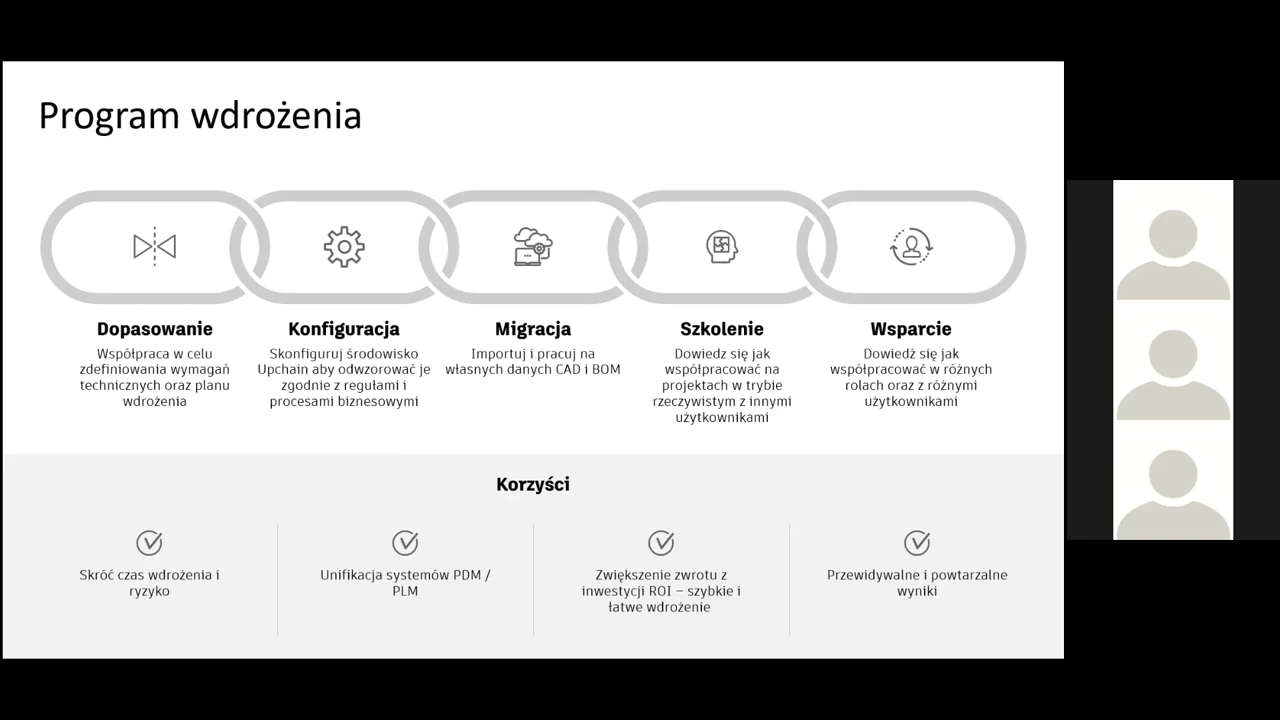 Program wdrożenia
Dopasowanie
Współpraca w celu
zdefiniowania wymagań
technicznych oraz planu
wdrożenia
Konfiguracja
Skonfiguruj środowisko
Upchain aby odwzorować je
zgodnie z regułami i
procesami biznesowymi
Migracja
Importuj i pracuj na
własnych danych CAD i BOM
Szkolenie
Dowiedz się jak
współpracować na
projektach w trybie
rzeczywistym z innymi
użytkownikami
Wsparcie
Dowiedź się jak
współpracować w różnych
rolach oraz z różnymi
użytkownikami
Korzyści
Skróć czas wdrożenia i
ryzyko
Unifikacja systemów PDM /
PLM
Zwiększenie zwrotu z
inwestycji ROI – szybkie i
łatwe wdrożenie
Przewidywalne i powtarzalne
wyniki